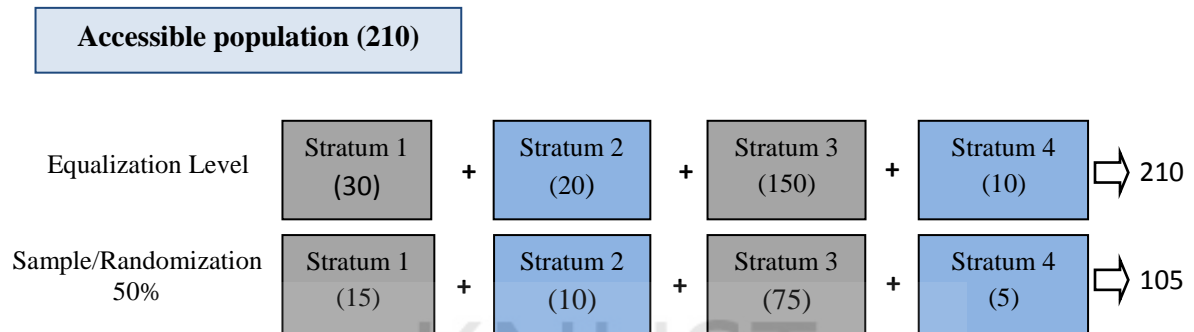 Accessible population (210)
Equalization Level
Stratum 1
(30)
+
Stratum 2
(20)
+
Stratum 3
(150)
+
Stratum 4
(10)
210
Sample/Randomization
50%
Stratum 1
(15)
+
Stratum 2
(10)
+
Stratum 3
(75)
+
Stratum 4
(5)
105